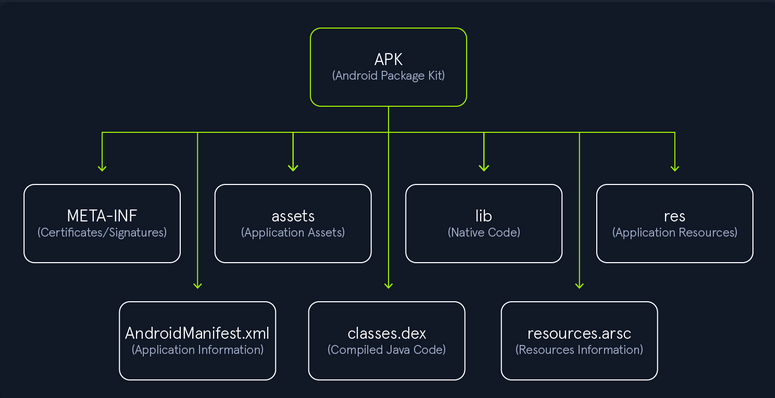 APK
(Android Package Kit)
META-INF
(Certificates/Signatures)
assets
(Application Assets)
lib
(Native Code)
res
(Application Resources)
AndroidManifest.xml
(Application Information)
classes.dex
(Compiled Java Code)
resources.arsc
(Resources Information)